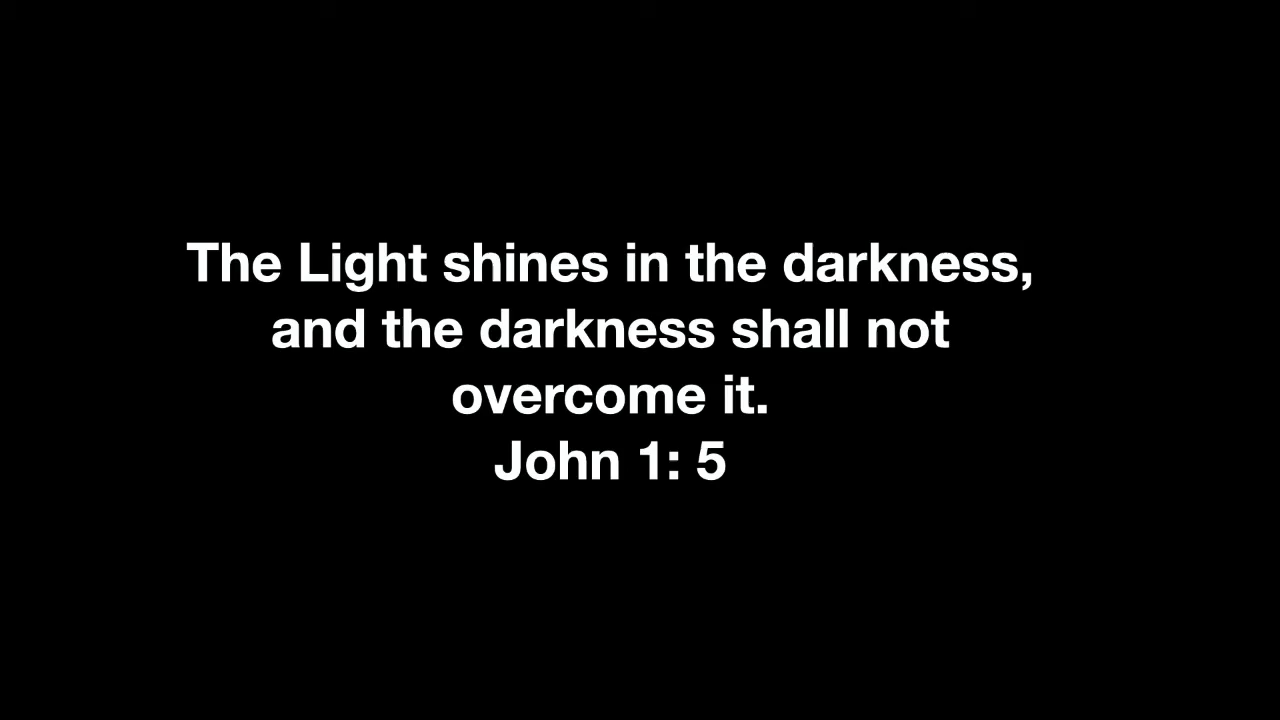 The Light shines in the darkness,
and the darkness shall not
overcome it.
John 1: 5